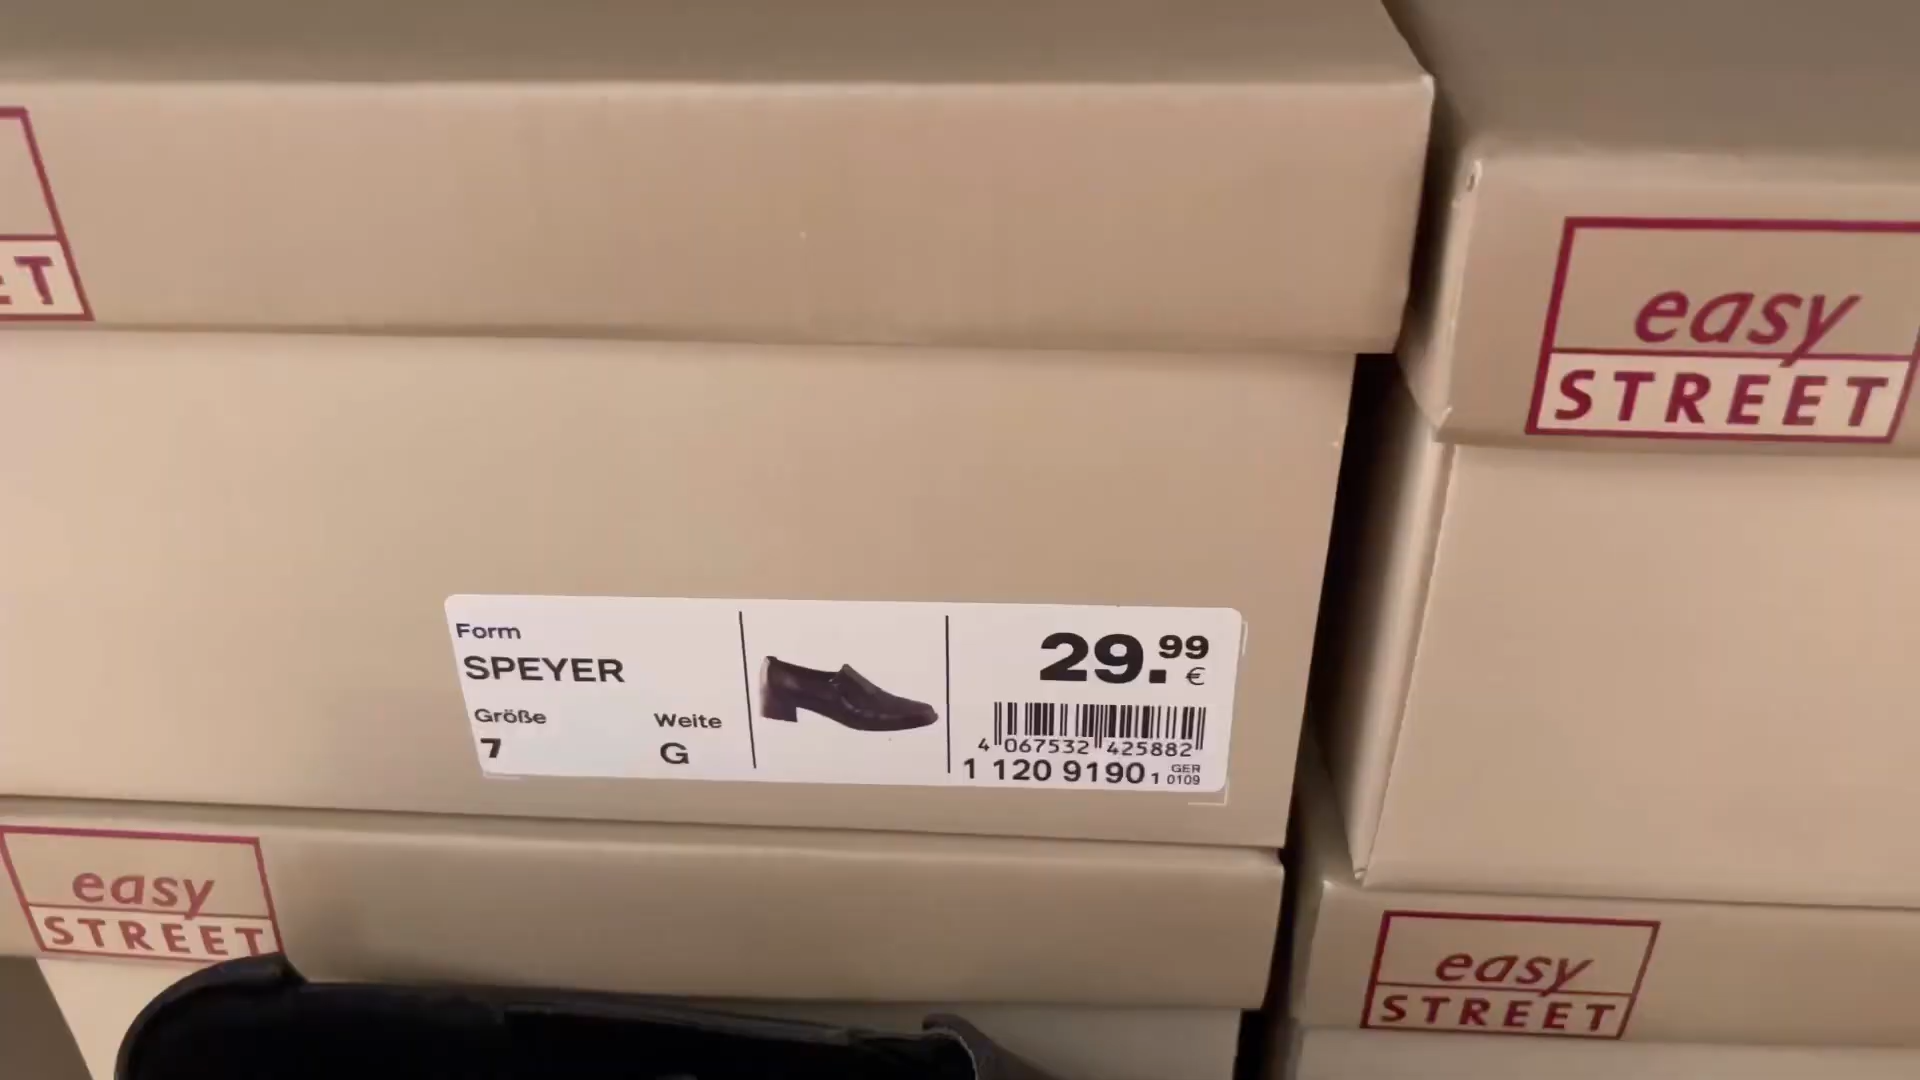 ET
easy
STREET
Form
SPEYER
Größe
7
Weite
G
29.99
€
4 067532 425882
1 120 9190 1 GER
0109
easy
STREET
easy
STREET